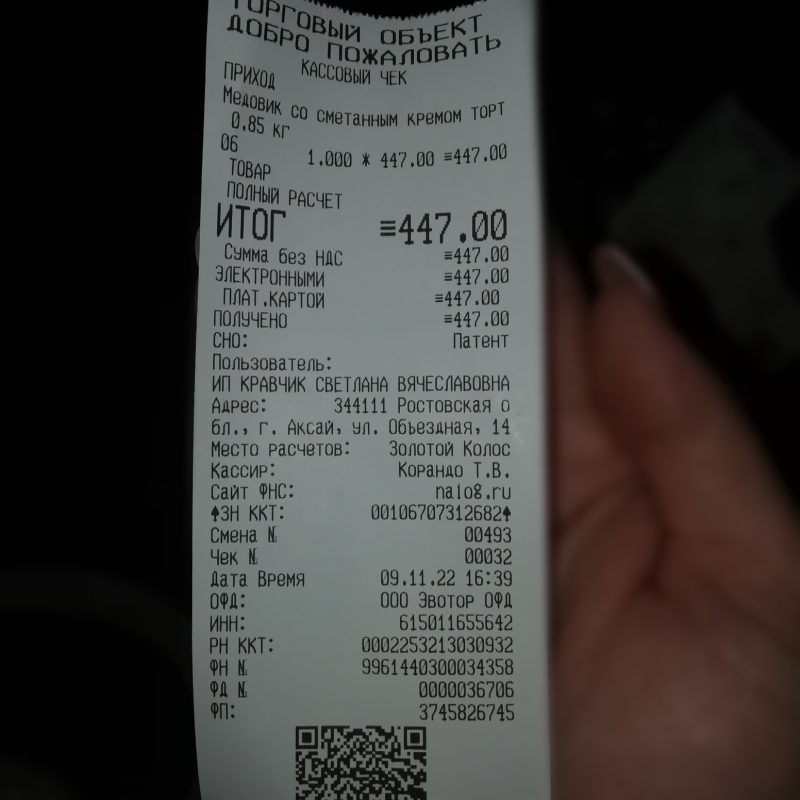 ТОРГОВЫЙ ОБЪЕКТ
ДОБРО ПОЖАЛОВАТЬ
КАССОВЫЙ ЧЕК
ПРИХОД
Медовик со сметанным кремом торт
0.85 кг
06
1.000 * 447.00 ≡447.00
ТОВАР
ПОЛНЫЙ РАСЧЕТ
ИТОГ ≡447.00
Сумма без НДС ≡447.00
ЭЛЕКТРОННЫМИ ≡447.00
ПЛАТ.КАРТОЙ ≡447.00
ПОЛУЧЕНО ≡447.00
СНО: Патент
Пользователь:
ИП КРАВЧИК СВЕТЛАНА ВЯЧЕСЛАВОВНА
Адрес: 344111 Ростовская о
бл., г. Аксай, ул. Объездная, 14
Место расчетов: Золотой Колос
Кассир: Корандо Т.В.
Сайт ФНС: nalog.ru
↑ЗН ККТ: 00106707312682↑
Смена № 00493
Чек № 00032
Дата Время 09.11.22 16:39
ОФД: ООО Эвотор ОФД
ИНН: 615011655642
РН ККТ: 0002253213030932
ФН № 9961440300034358
ФД № 0000036706
ФП: 3745826745